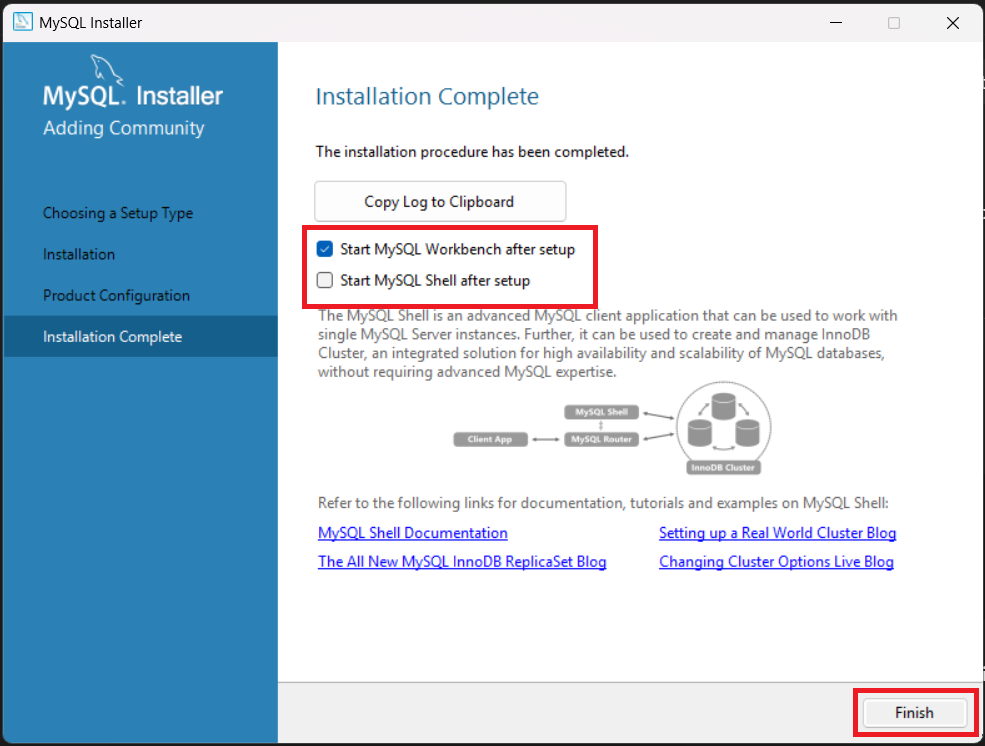 MySQL Installer
MySQL. Installer
Adding Community
Choosing a Setup Type
Installation
Product Configuration
Installation Complete
Installation Complete
The installation procedure has been completed.
Copy Log to Clipboard
Start MySQL Workbench after setup
Start MySQL Shell after setup
The MySQL Shell is an advanced MySQL client application that can be used to work with
single MySQL Server instances. Further, it can be used to create and manage InnoDB
Cluster, an integrated solution for high availability and scalability of MySQL databases,
without requiring advanced MySQL expertise.
MySQL Shell
Client App
MySQL Router
InnoDB Cluster
Refer to the following links for documentation, tutorials and examples on MySQL Shell:
MySQL Shell Documentation
Setting up a Real World Cluster Blog
The All New MySQL InnoDB ReplicaSet Blog
Changing Cluster Options Live Blog
Finish